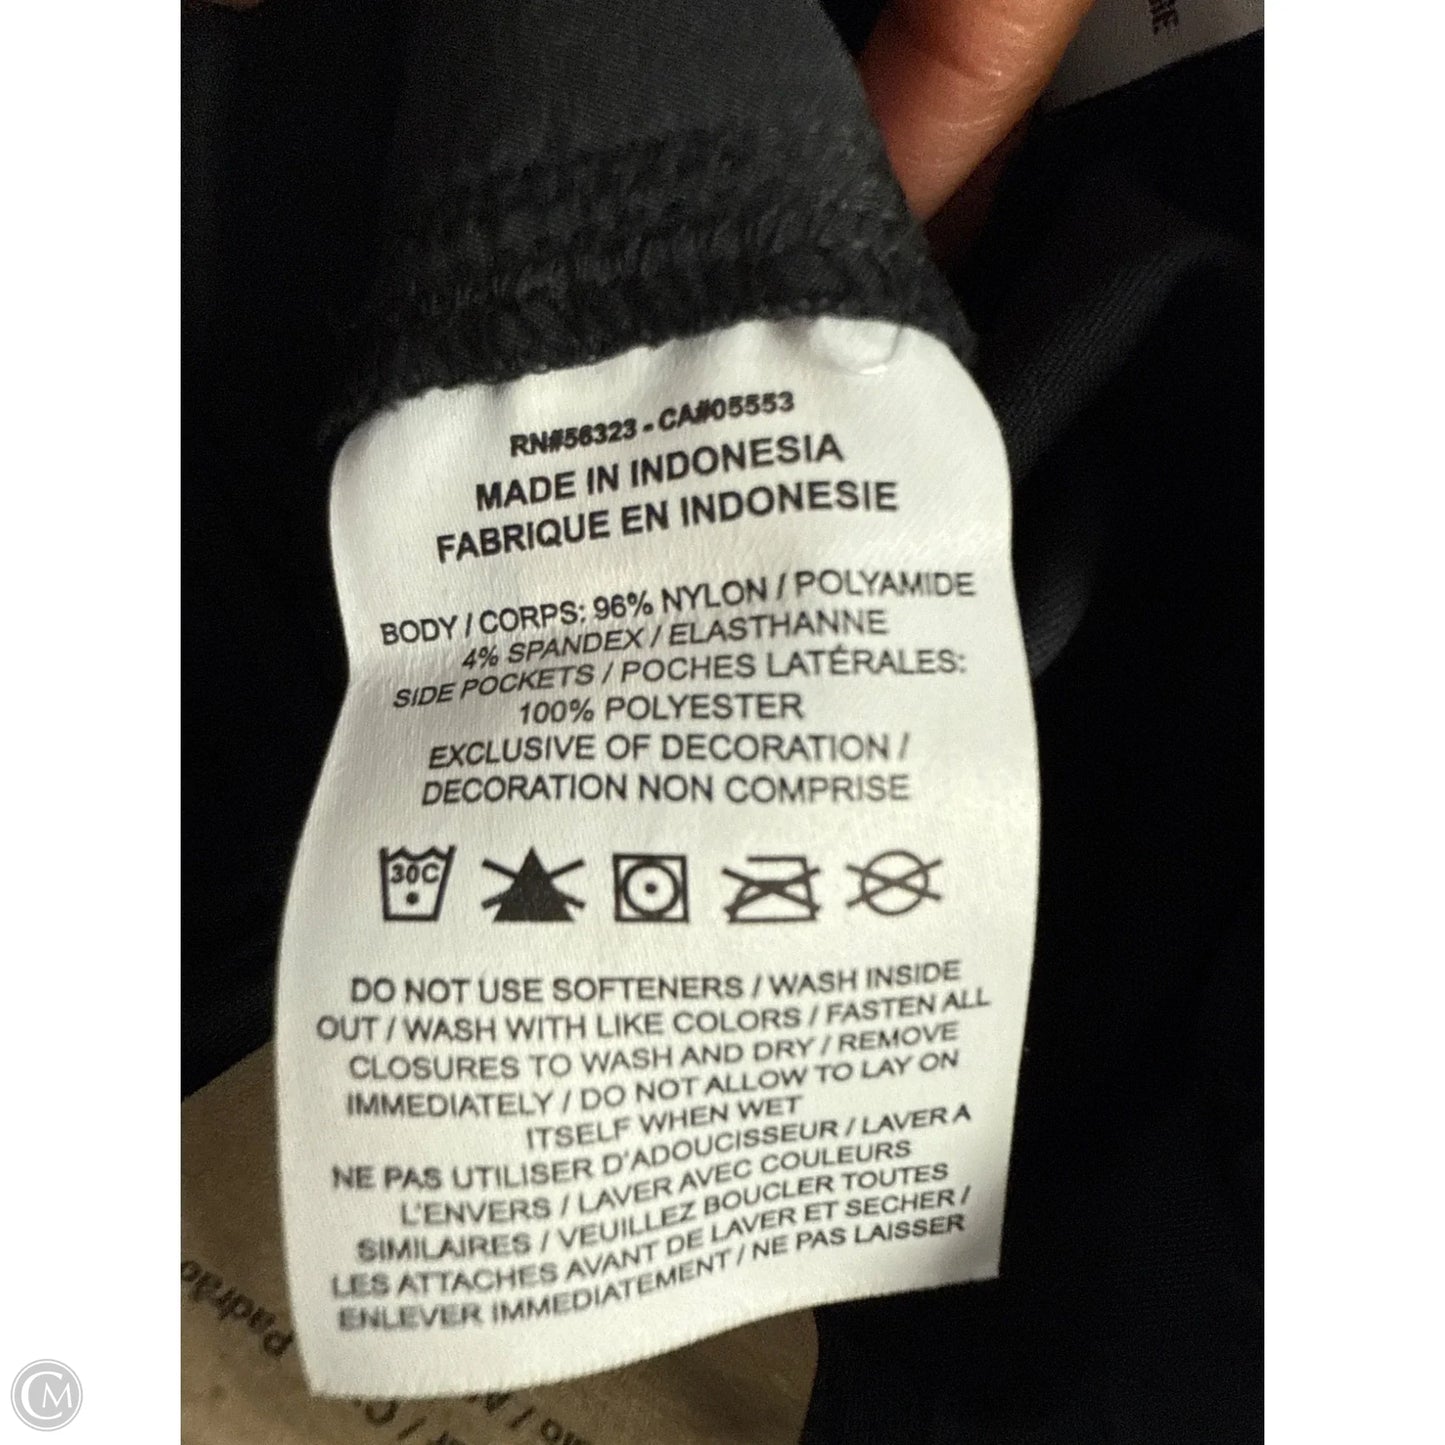 RN#56323 - CA#05553
MADE IN INDONESIA
FABRIQUE EN INDONESIE
BODY / CORPS: 96% NYLON / POLYAMIDE
4% SPANDEX / ELASTHANNE
SIDE POCKETS / POCHES LATÉRALES:
100% POLYESTER
EXCLUSIVE OF DECORATION /
DECORATION NON COMPRISE
30C
DO NOT USE SOFTENERS / WASH INSIDE
OUT / WASH WITH LIKE COLORS / FASTEN ALL
CLOSURES TO WASH AND DRY / REMOVE
IMMEDIATELY / DO NOT ALLOW TO LAY ON
ITSELF WHEN WET
NE PAS UTILISER D'ADOUCISSEUR / LAVER A
L'ENVERS / LAVER AVEC COULEURS
SIMILAIRES / VEUILLEZ BOUCLER TOUTES
LES ATTACHES AVANT DE LAVER ET SECHER /
ENLEVER IMMEDIATEMENT / NE PAS LAISSER
Padrão
CM